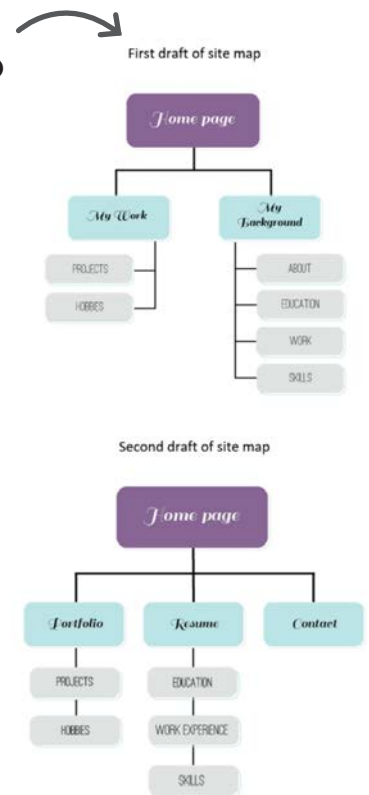 First draft of site map
Home page
My Work
My
Background
PROJECTS
HOBBIES
ABOUT
EDUCATION
WORK
SKILLS
Second draft of site map
Home page
Portfolio
Resume
Contact
PROJECTS
HOBBIES
EDUCATION
WORK EXPERIENCE
SKILLS